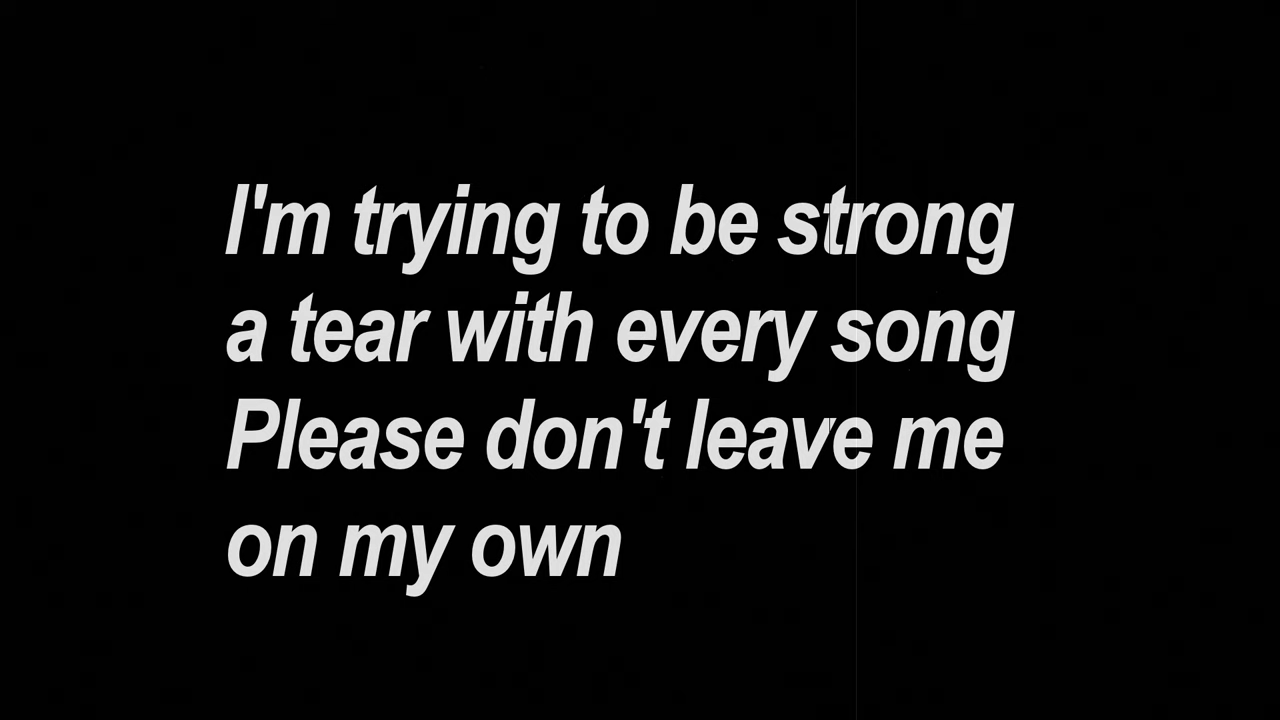 I'm trying to be strong
a tear with every song
Please don't leave me
on my own